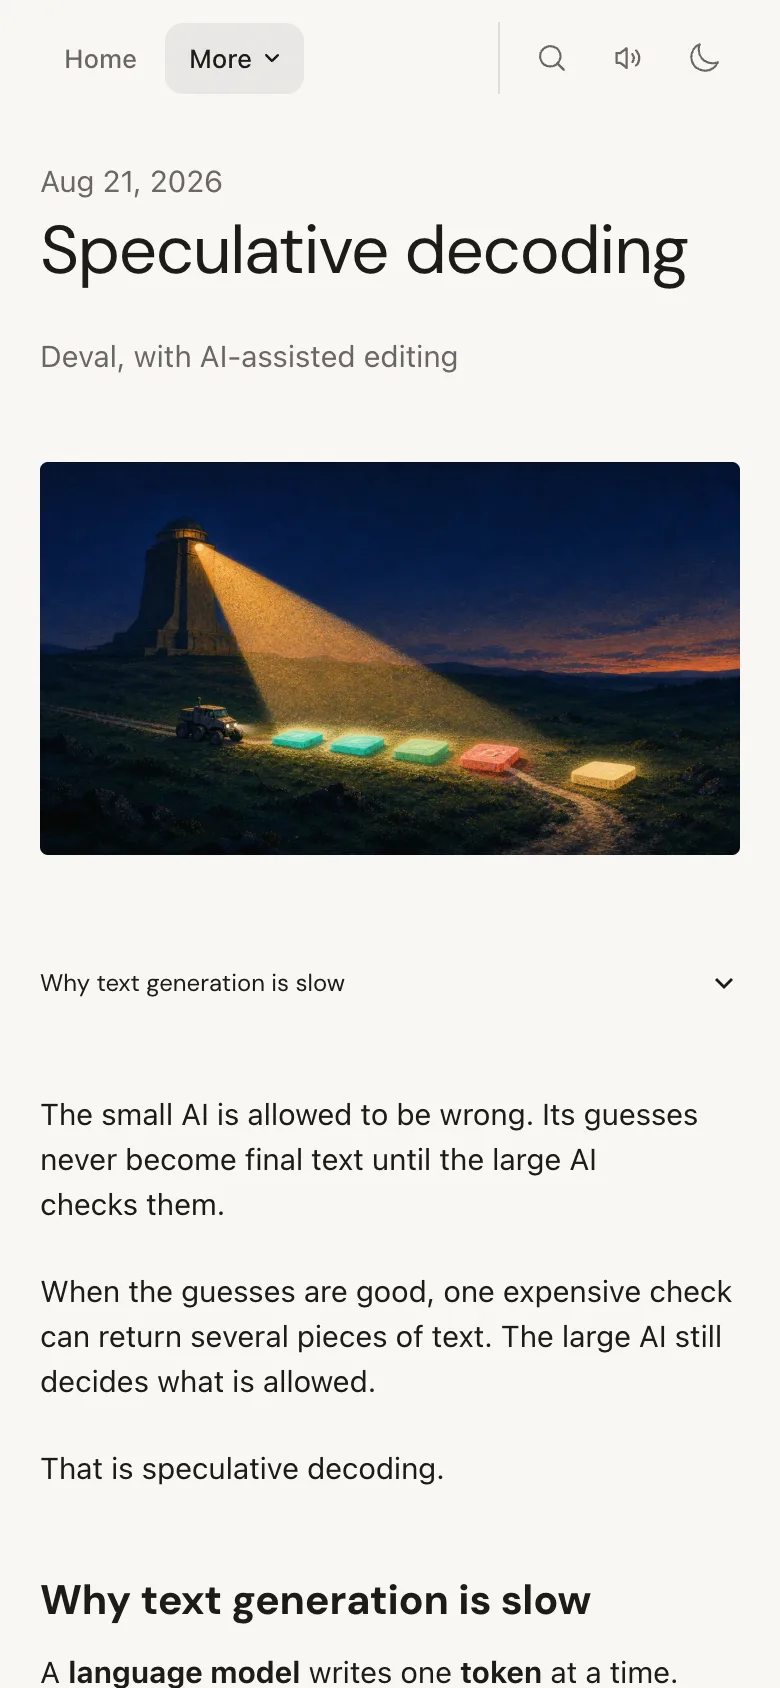 Home
More
Aug 21, 2026
Speculative decoding
Deval, with AI-assisted editing
Why text generation is slow
The small AI is allowed to be wrong. Its guesses
never become final text until the large AI
checks them.
When the guesses are good, one expensive check
can return several pieces of text. The large AI still
decides what is allowed.
That is speculative decoding.
Why text generation is slow
A language model writes one token at a time.